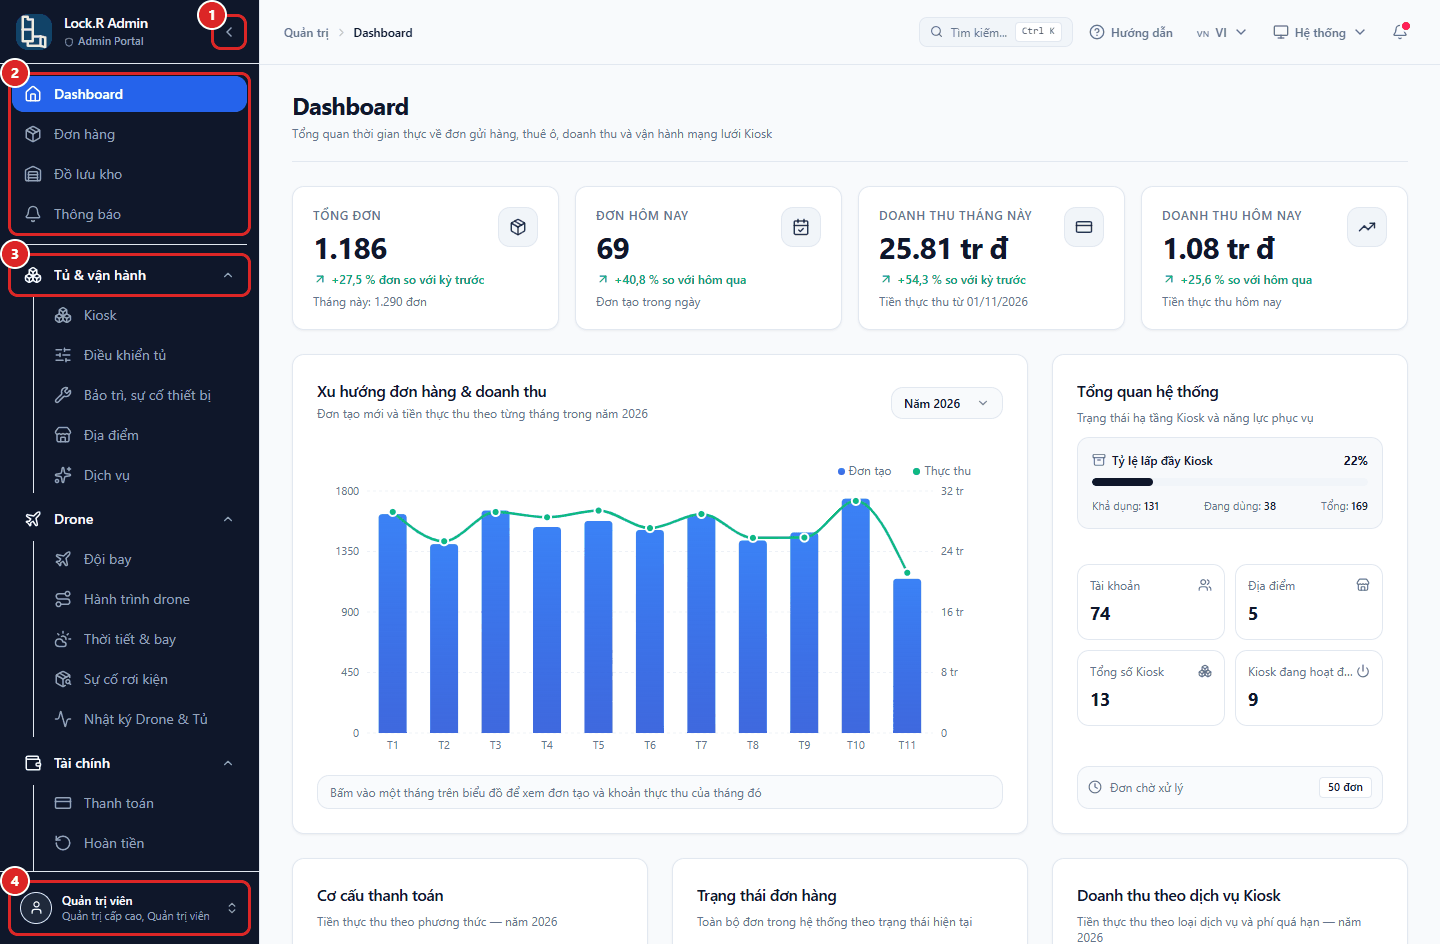 Lock.R Admin
Admin Portal
1
2
Dashboard
Đơn hàng
Đồ lưu kho
Thông báo
3
Tủ & vận hành
Kiosk
Điều khiển tủ
Bảo trì, sự cố thiết bị
Địa điểm
Dịch vụ
Drone
Đội bay
Hành trình drone
Thời tiết & bay
Sự cố rơi kiện
Nhật ký Drone & Tủ
Tài chính
Thanh toán
Hoàn tiền
4
Quản trị viên
Quản trị cấp cao, Quản trị viên
Quản trị > Dashboard
Tìm kiếm... Ctrl K
Hướng dẫn
VN VI
Hệ thống
Dashboard
Tổng quan thời gian thực về đơn gửi hàng, thuê ô, doanh thu và vận hành mạng lưới Kiosk
TỔNG ĐƠN
1.186
+27,5 % đơn so với kỳ trước
Tháng này: 1.290 đơn
ĐƠN HÔM NAY
69
+40,8 % so với hôm qua
Đơn tạo trong ngày
DOANH THU THÁNG NÀY
25.81 tr đ
+54,3 % so với kỳ trước
Tiền thực thu từ 01/11/2026
DOANH THU HÔM NAY
1.08 tr đ
+25,6 % so với hôm qua
Tiền thực thu hôm nay
Xu hướng đơn hàng & doanh thu
Đơn tạo mới và tiền thực thu theo từng tháng trong năm 2026
Năm 2026
Đơn tạo Thực thu
1800 32 tr
1350 24 tr
900 16 tr
450 8 tr
0 0
T1 T2 T3 T4 T5 T6 T7 T8 T9 T10 T11
Bấm vào một tháng trên biểu đồ để xem đơn tạo và khoản thực thu của tháng đó
Tổng quan hệ thống
Trạng thái hạ tầng Kiosk và năng lực phục vụ
Tỷ lệ lấp đầy Kiosk 22%
Khả dụng: 131 Đang dùng: 38 Tổng: 169
Tài khoản
74
Địa điểm
5
Tổng số Kiosk
13
Kiosk đang hoạt đ...
9
Đơn chờ xử lý 50 đơn
Cơ cấu thanh toán
Tiền thực thu theo phương thức — năm 2026
Trạng thái đơn hàng
Toàn bộ đơn trong hệ thống theo trạng thái hiện tại
Doanh thu theo dịch vụ Kiosk
Tiền thực thu theo loại dịch vụ và phí quá hạn — năm
2026